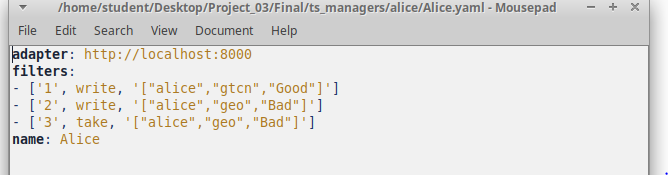 /home/student/Desktop/Project_03/Final/ts_managers/alice/Alice.yaml - Mousepad
File Edit Search View Document Help
adapter: http://localhost:8000
filters:
- ['1', write, '["alice","gtcn","Good"]']
- ['2', write, '["alice","geo","Bad"]']
- ['3', take, '["alice","geo","Bad"]']
name: Alice